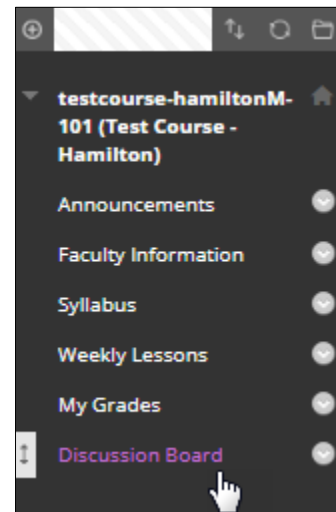 testcourse-hamiltonM-
101 (Test Course -
Hamilton)
Announcements
Faculty Information
Syllabus
Weekly Lessons
My Grades
Discussion Board